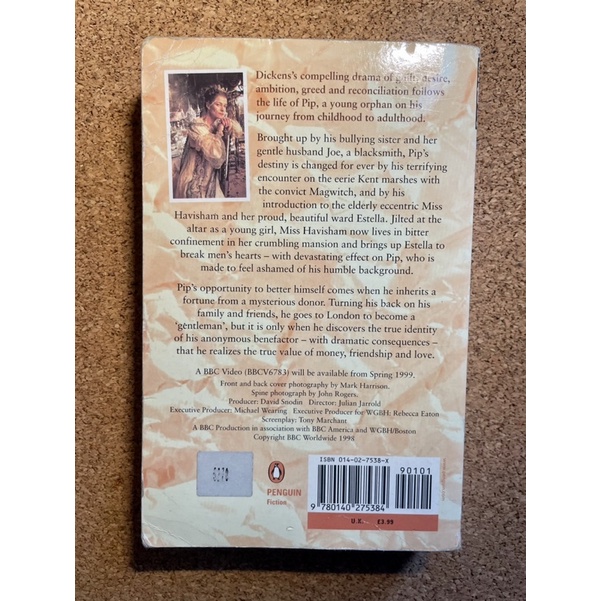 Dickens's compelling drama of guilt, desire,
ambition, greed and reconciliation follows
the life of Pip, a young orphan on his
journey from childhood to adulthood.
Brought up by his bullying sister and her
gentle husband Joe, a blacksmith, Pip's
destiny is changed for ever by his terrifying
encounter on the eerie Kent marshes with
the convict Magwitch, and by his
introduction to the elderly eccentric Miss
Havisham and her proud, beautiful ward Estella. Jilted at the
altar as a young girl, Miss Havisham now lives in bitter
confinement in her crumbling mansion and brings up Estella to
break men's hearts – with devastating effect on Pip, who is
made to feel ashamed of his humble background.
Pip's opportunity to better himself comes when he inherits a
fortune from a mysterious donor. Turning his back on his
family and friends, he goes to London to become a
'gentleman', but it is only when he discovers the true identity
of his anonymous benefactor – with dramatic consequences –
that he realizes the true value of money, friendship and love.
A BBC Video (BBCV6783) will be available from Spring 1999.
Front and back cover photography by Mark Harrison.
Spine photograph by John Rogers.
Producer: David Snodin Director: Julian Jarrold
Executive Producer: Michael Wearing Executive Producer for WGBH: Rebecca Eaton
Screenplay: Tony Marchant
A BBC Production in association with BBC America and WGBH/Boston
Copyright BBC Worldwide 1998
ISBN 014-02-7538-X
90101
PENGUIN
Fiction
9 780140 275384
U.K. £3.99